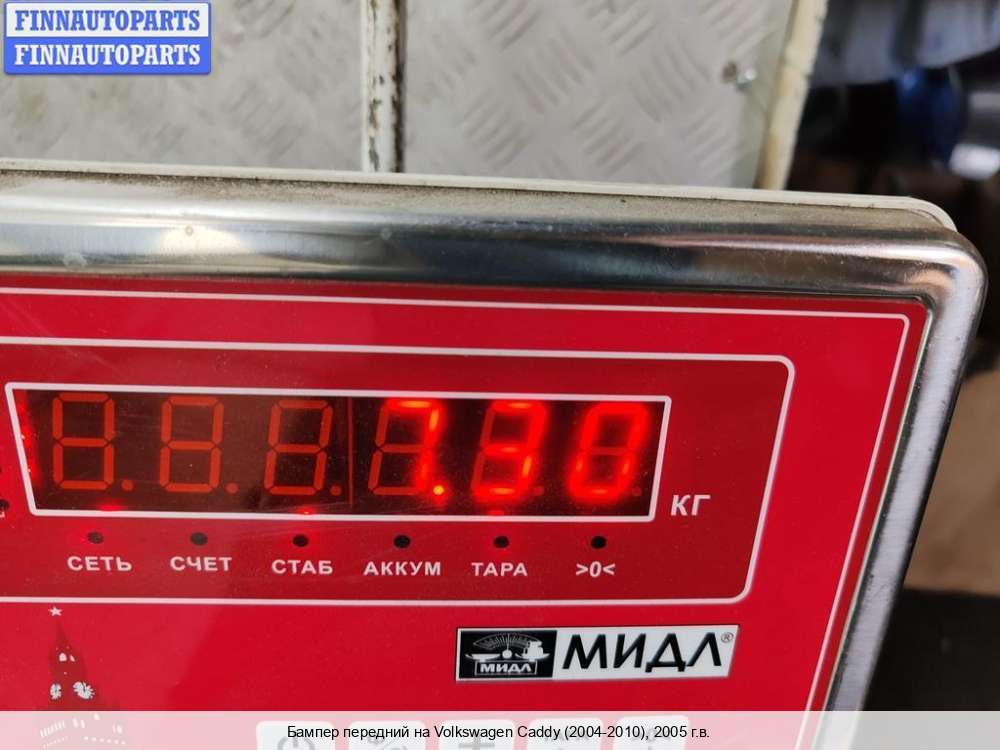 FINNAUTOPARTS
FINNAUTOPARTS
7.30
КГ
СЕТЬ СЧЕТ СТАБ АККУМ ТАРА >0<
МИДЛ МИДЛ®
Бампер передний на Volkswagen Caddy (2004-2010), 2005 г.в.